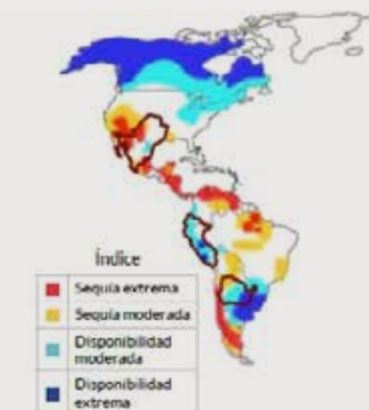 Índice
Sequía extrema
Sequía moderada
Disponibilidad
moderada
Disponibilidad
extrema